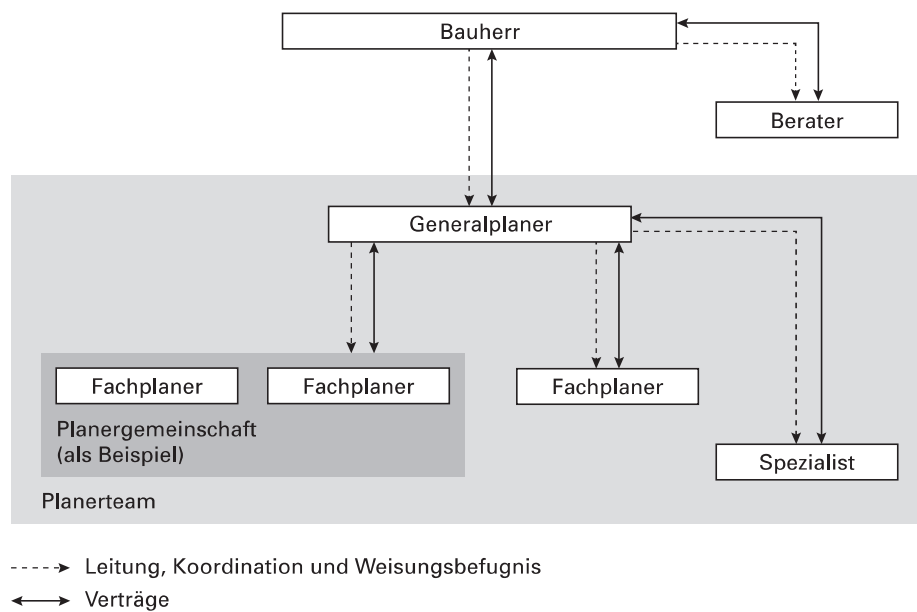 Bauherr
Berater
Generalplaner
Fachplaner
Fachplaner
Fachplaner
Planergemeinschaft
(als Beispiel)
Spezialist
Planerteam
Leitung, Koordination und Weisungsbefugnis
Verträge